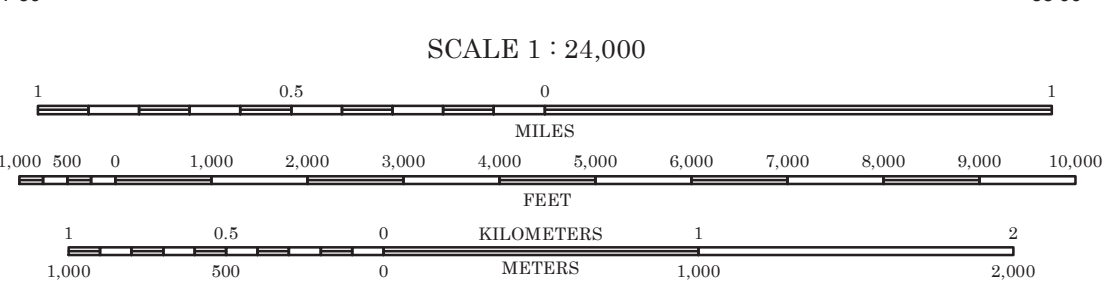 SCALE 1 : 24,000
1 0.5 0 1
MILES
1,000 500 0 1,000 2,000 3,000 4,000 5,000 6,000 7,000 8,000 9,000 10,000
FEET
1 0.5 0 KILOMETERS 1 2
1,000 500 0 METERS 1,000 2,000